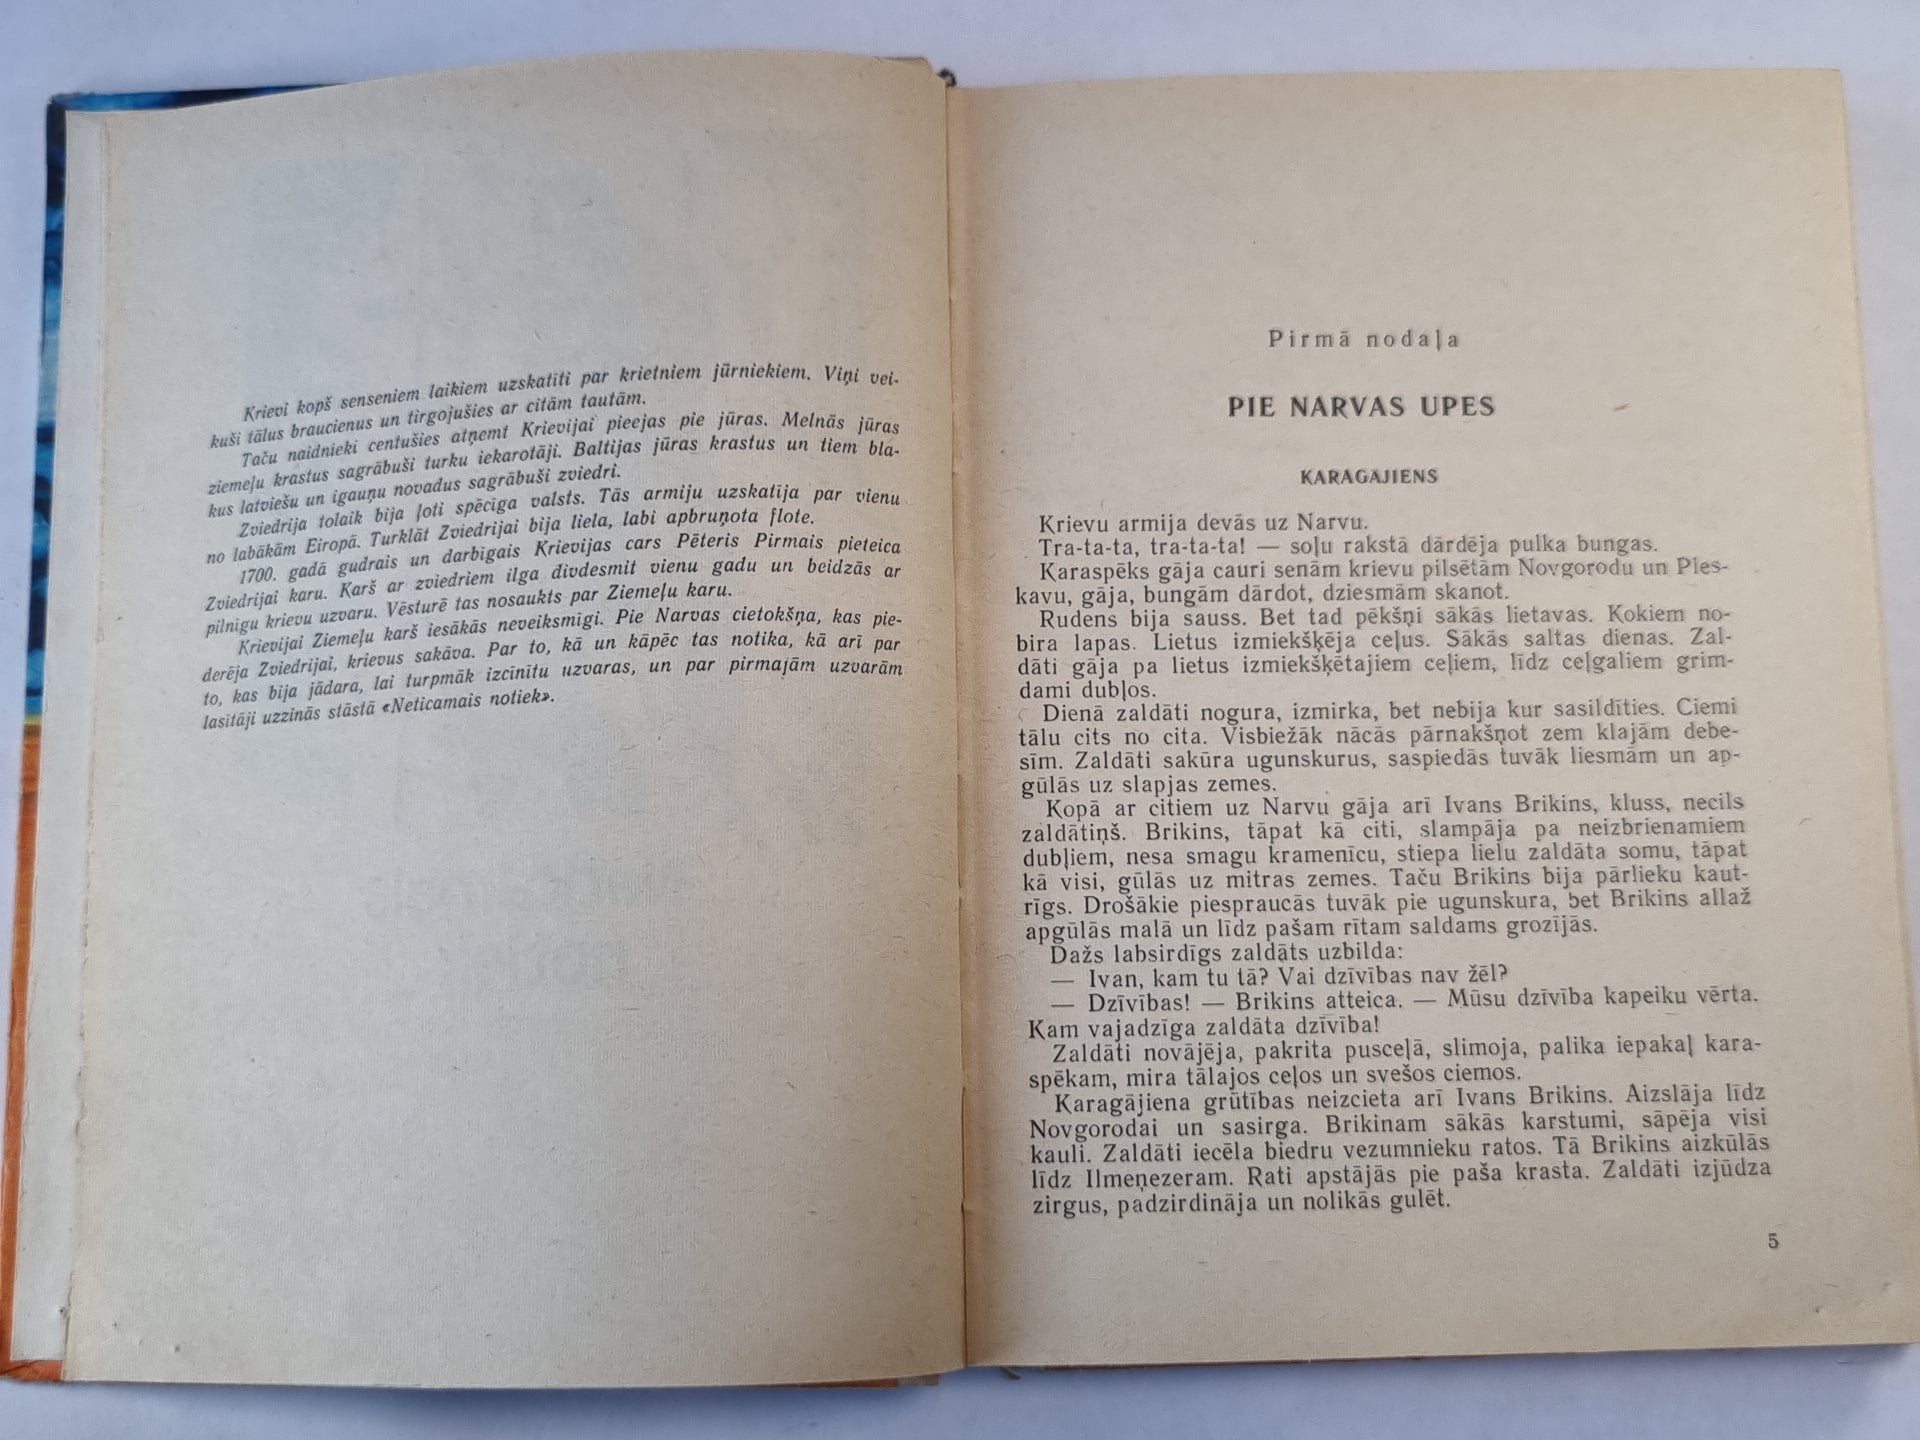 Krievi kopš senseniem laikiem uzskatīti par krietniem jūrniekiem. Viņi vei-
kuši tālus braucienus un tirgojušies ar citām tautām.
Taču naidnieki centušies atņemt Krievijai pieejas pie jūras. Melnās jūras
ziemeļu krastus sagrābuši turku iekarotāji. Baltijas jūras krastus un tiem bla-
kus latviešu un igauņu novadus sagrābuši zviedri.
Zviedrija tolaik bija ļoti spēcīga valsts. Tās armiju uzskatīja par vienu
no labākām Eiropā. Turklāt Zviedrijai bija liela, labi apbruņota flote.
1700. gadā gudrais un darbīgais Krievijas cars Pēteris Pirmais pieteica
Zviedrijai karu. Karš ar zviedriem ilga divdesmit vienu gadu un beidzās ar
pilnīgu krievu uzvaru. Vēsturē tas nosaukts par Ziemeļu karu.
Krievijai Ziemeļu karš iesākās neveiksmīgi. Pie Narvas cietokšņa, kas pie-
derēja Zviedrijai, krievus sakāva. Par to, kā un kāpēc tas notika, kā arī par
to, kas bija jādara, lai turpmāk izcīnītu uzvaras, un par pirmajām uzvarām
lasītāji uzzinās stāstā «Neticamais notiek».
Pirmā nodaļa
PIE NARVAS UPES
KARAGĀJIENS
Krievu armija devās uz Narvu.
Tra-ta-ta, tra-ta-ta! — soļu rakstā dārdēja pulka bungas.
Karaspēks gāja cauri senām krievu pilsētām Novgorodu un Ples-
kavu, gāja, bungām dārdot, dziesmām skanot.
Rudens bija sauss. Bet tad pēkšņi sākās lietavas. Kokiem no-
bira lapas. Lietus izmiekšķēja ceļus. Sākās saltas dienas. Zal-
dāti gāja pa lietus izmiekšķētajiem ceļiem, līdz ceļgaliem grim-
dami dubļos.
Dienā zaldāti nogura, izmirka, bet nebija kur sasildīties. Ciemi
tālu cits no cita. Visbiežāk nācās pārnakšņot zem klajām debe-
sīm. Zaldāti sakūra ugunskurus, saspiedās tuvāk liesmām un ap-
gūlās uz slapjas zemes.
Kopā ar citiem uz Narvu gāja arī Ivans Brikins, kluss, necils
zaldātiņš. Brikins, tāpat kā citi, slampāja pa neizbrienamiem
dubļiem, nesa smagu kramenīcu, stiepa lielu zaldāta somu, tāpat
kā visi, gūlās uz mitras zemes. Taču Brikins bija pārlieku kaut-
rīgs. Drošākie piespraucās tuvāk pie ugunskura, bet Brikins allaž
apgūlās malā un līdz pašam rītam saldams grozījās.
Dažs labsirdīgs zaldāts uzbilda:
— Ivan, kam tu tā? Vai dzīvības nav žēl?
— Dzīvības! — Brikins atteica. — Mūsu dzīvība kapeiku vērta.
Kam vajadzīga zaldāta dzīvība!
Zaldāti novājēja, pakrita pusceļā, slimoja, palika iepakaļ kara-
spēkam, mira tālajos ceļos un svešos ciemos.
Karagājiena grūtības neizcieta arī Ivans Brikins. Aizslāja līdz
Novgorodai un sasirga. Brikinam sākās karstumi, sāpēja visi
kauli. Zaldāti iecēla biedru vezumnieku ratos. Tā Brikins aizkūlās
līdz Ilmeņezeram. Rati apstājās pie paša krasta. Zaldāti izjūdza
zirgus, padzirdināja un nolikās gulēt.
5